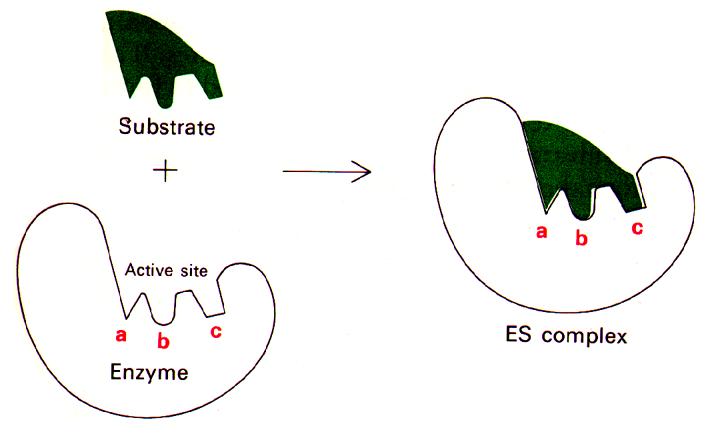 Substrate
+
Active site
a b c
Enzyme
a b c
ES complex